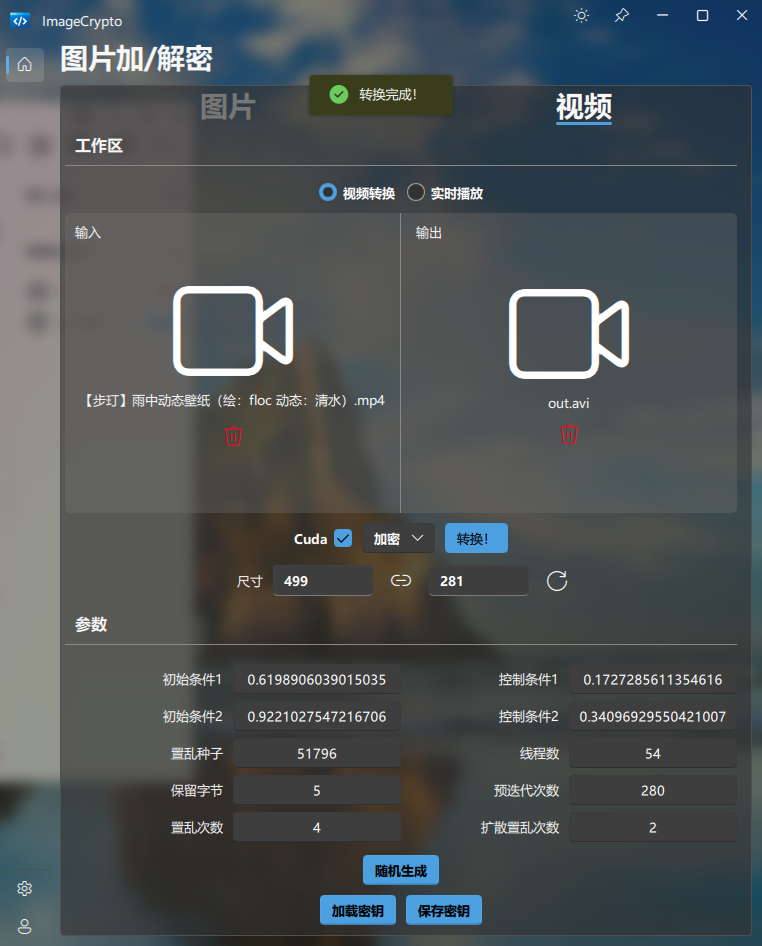 ImageCrypto
图片加/解密
转换完成！
图片 视频
工作区
视频转换 实时播放
输入 输出
【步玎】雨中动态壁纸（绘：floc 动态：清水）.mp4
out.avi
Cuda 加密 转换！
尺寸 499 281
参数
初始条件1 0.6198906039015035 控制条件1 0.1727285611354616
初始条件2 0.9221027547216706 控制条件2 0.34096929550421007
置乱种子 51796 线程数 54
保留字节 5 预迭代次数 280
置乱次数 4 扩散置乱次数 2
随机生成
加载密钥 保存密钥